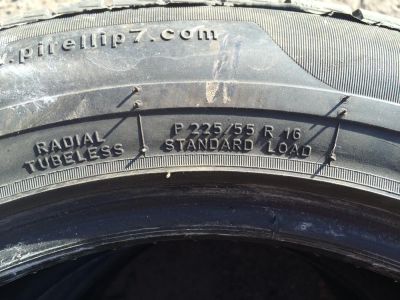 .pirellip7.com
RADIAL
TUBELESS
P 225/55 R 16
STANDARD LOAD